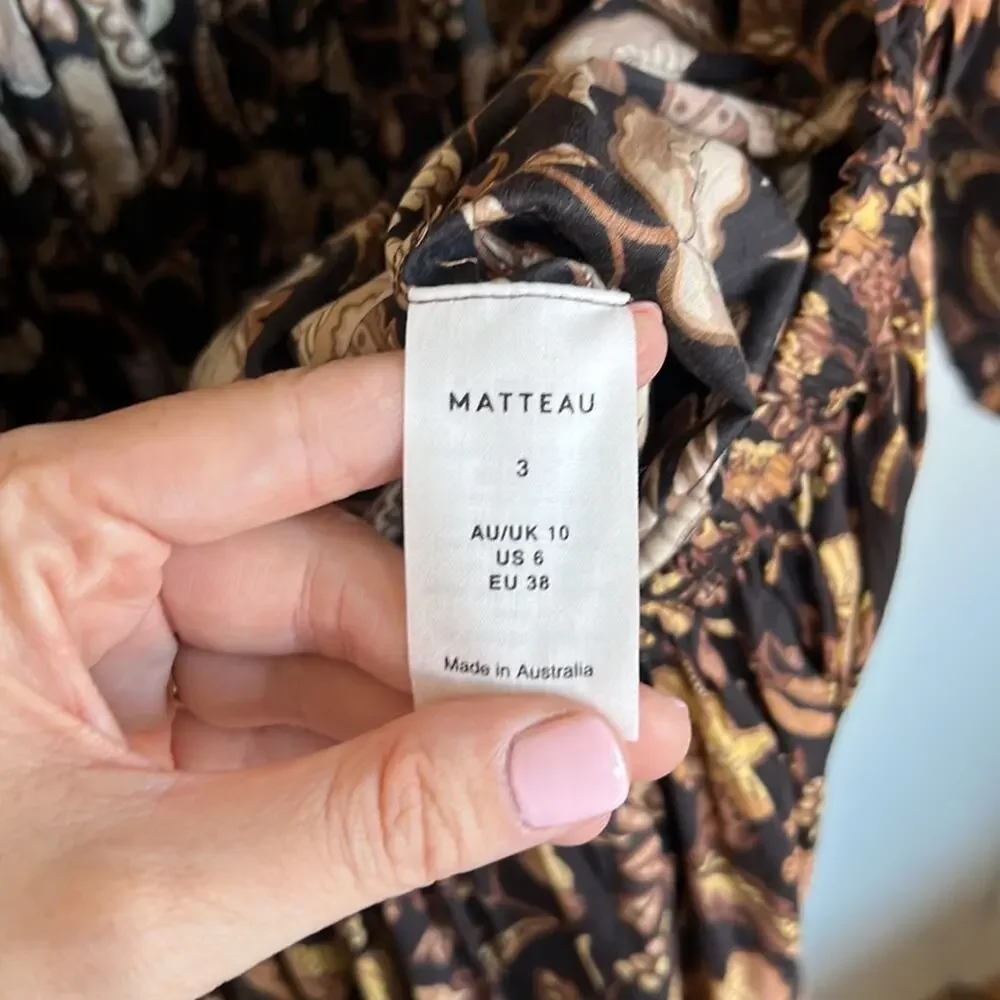 MATTEAU
3
AU/UK 10
US 6
EU 38
Made in Australia